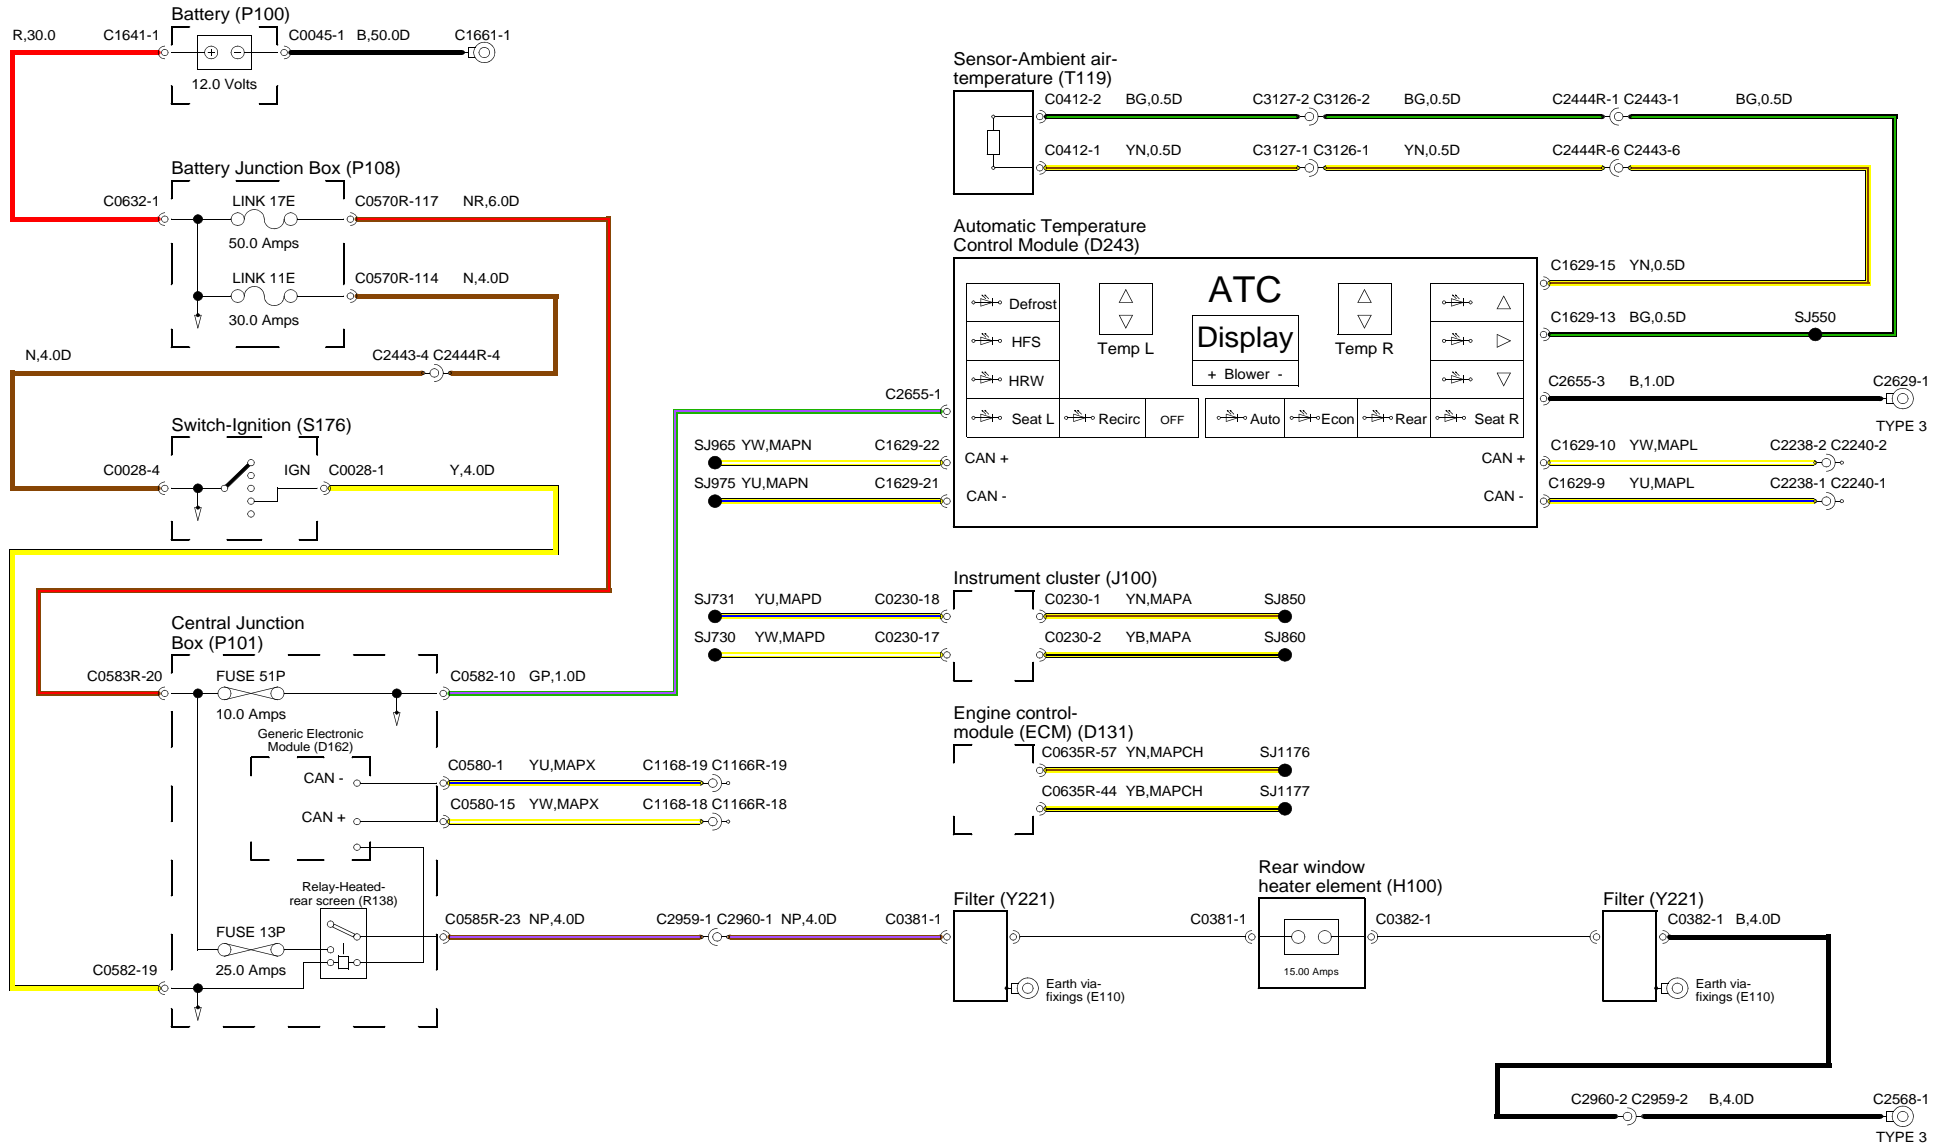 Battery (P100)
R,30.0
C1641-1
C0045-1
B,50.0D
C1661-1
12.0 Volts
Battery Junction Box (P108)
C0632-1
LINK 17E
C0570R-117
NR,6.0D
50.0 Amps
LINK 11E
C0570R-114
N,4.0D
30.0 Amps
N,4.0D
C2443-4 C2444R-4
Switch-Ignition (S176)
C0028-4
IGN
C0028-1
Y,4.0D
Central Junction
Box (P101)
C0583R-20
FUSE 51P
C0582-10
GP,1.0D
10.0 Amps
Generic Electronic
Module (D162)
CAN -
C0580-1
YU,MAPX
C1168-19 C1166R-19
CAN +
C0580-15
YW,MAPX
C1168-18 C1166R-18
Relay-Heated-
rear screen (R138)
FUSE 13P
C0585R-23
NP,4.0D
C2959-1 C2960-1
NP,4.0D
C0381-1
25.0 Amps
C0582-19
Sensor-Ambient air-
temperature (T119)
C0412-2
BG,0.5D
C3127-2 C3126-2
BG,0.5D
C2444R-1 C2443-1
BG,0.5D
C0412-1
YN,0.5D
C3127-1 C3126-1
YN,0.5D
C2444R-6 C2443-6
Automatic Temperature
Control Module (D243)
C1629-15
YN,0.5D
C1629-13
BG,0.5D
SJ550
ATC
Display
+ Blower -
Defrost
HFS
HRW
Temp L
Temp R
Seat L
Recirc
OFF
Auto
Econ
Rear
Seat R
C2655-1
C2655-3
B,1.0D
C2629-1
TYPE 3
SJ965
YW,MAPN
C1629-22
CAN +
CAN +
C1629-10
YW,MAPL
C2238-2 C2240-2
SJ975
YU,MAPN
C1629-21
CAN -
CAN -
C1629-9
YU,MAPL
C2238-1 C2240-1
Instrument cluster (J100)
SJ731
YU,MAPD
C0230-18
C0230-1
YN,MAPA
SJ850
SJ730
YW,MAPD
C0230-17
C0230-2
YB,MAPA
SJ860
Engine control-
module (ECM) (D131)
C0635R-57
YN,MAPCH
SJ1176
C0635R-44
YB,MAPCH
SJ1177
Filter (Y221)
Rear window
heater element (H100)
Filter (Y221)
C0381-1
C0382-1
C0382-1
B,4.0D
15.00 Amps
Earth via-
fixings (E110)
Earth via-
fixings (E110)
C2960-2 C2959-2
B,4.0D
C2568-1
TYPE 3